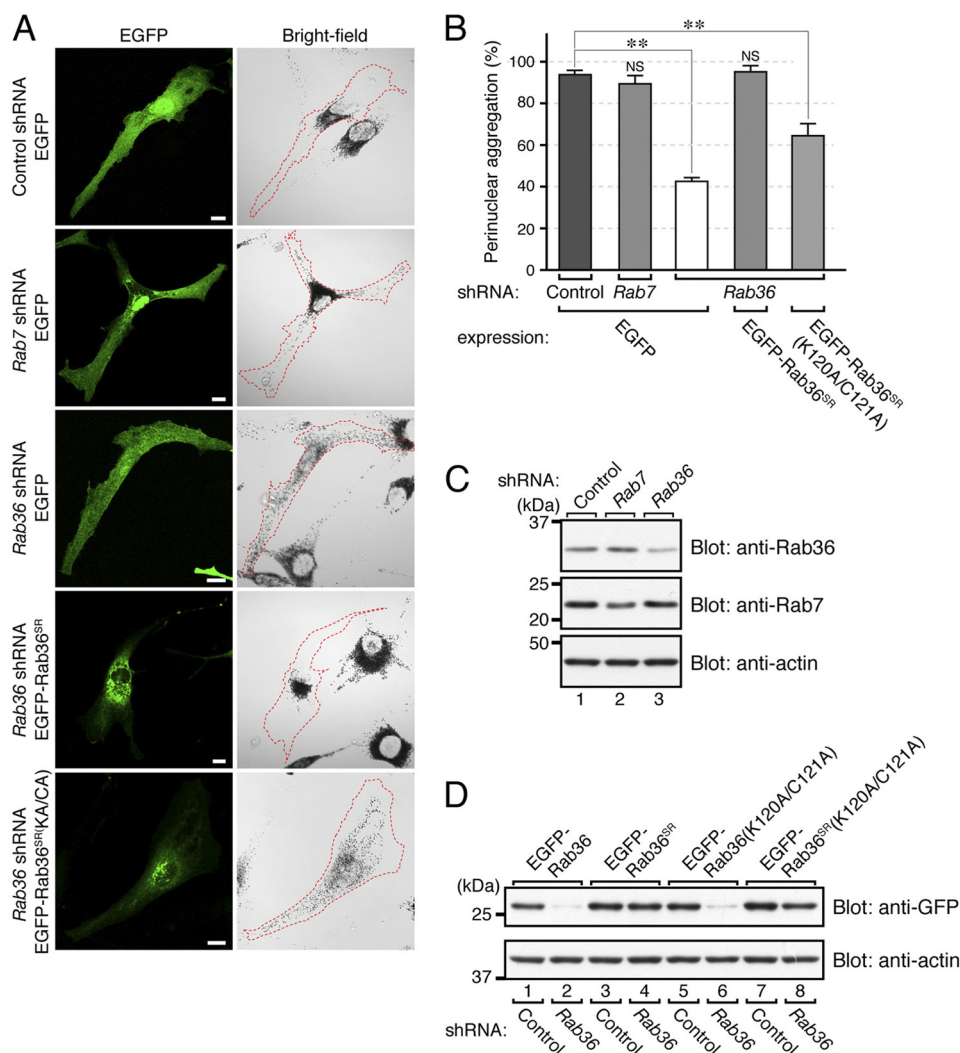 A
EGFP
Bright-field
Control shRNA
EGFP
Rab7 shRNA
EGFP
Rab36 shRNA
EGFP
Rab36 shRNA
EGFP-Rab36SR
Rab36 shRNA
EGFP-Rab36SR(KA/CA)
B
Perinuclear aggregation (%)
100
80
60
40
20
0
**
**
NS
NS
shRNA:
Control
Rab7
Rab36
expression:
EGFP
EGFP-Rab36SR
EGFP-Rab36SR
(K120A/C121A)
C
shRNA:
Control
Rab7
Rab36
(kDa)
37
Blot: anti-Rab36
25
20
Blot: anti-Rab7
50
Blot: anti-actin
1 2 3
D
EGFP-
Rab36
EGFP-
Rab36SR
EGFP-
Rab36(K120A/C121A)
EGFP-
Rab36SR(K120A/C121A)
(kDa)
25
Blot: anti-GFP
37
Blot: anti-actin
1 2 3 4 5 6 7 8
shRNA:
Control
Rab36
Control
Rab36
Control
Rab36
Control
Rab36